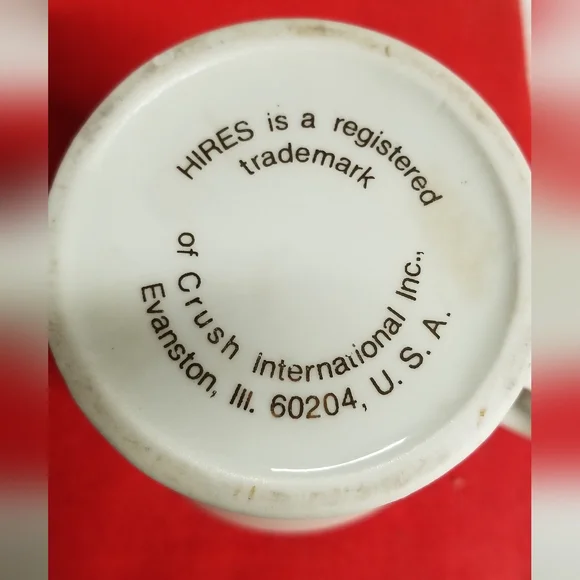 HIRES is a registered
trademark
of Crush international Inc.,
Evanston, Ill. 60204, U. S. A.